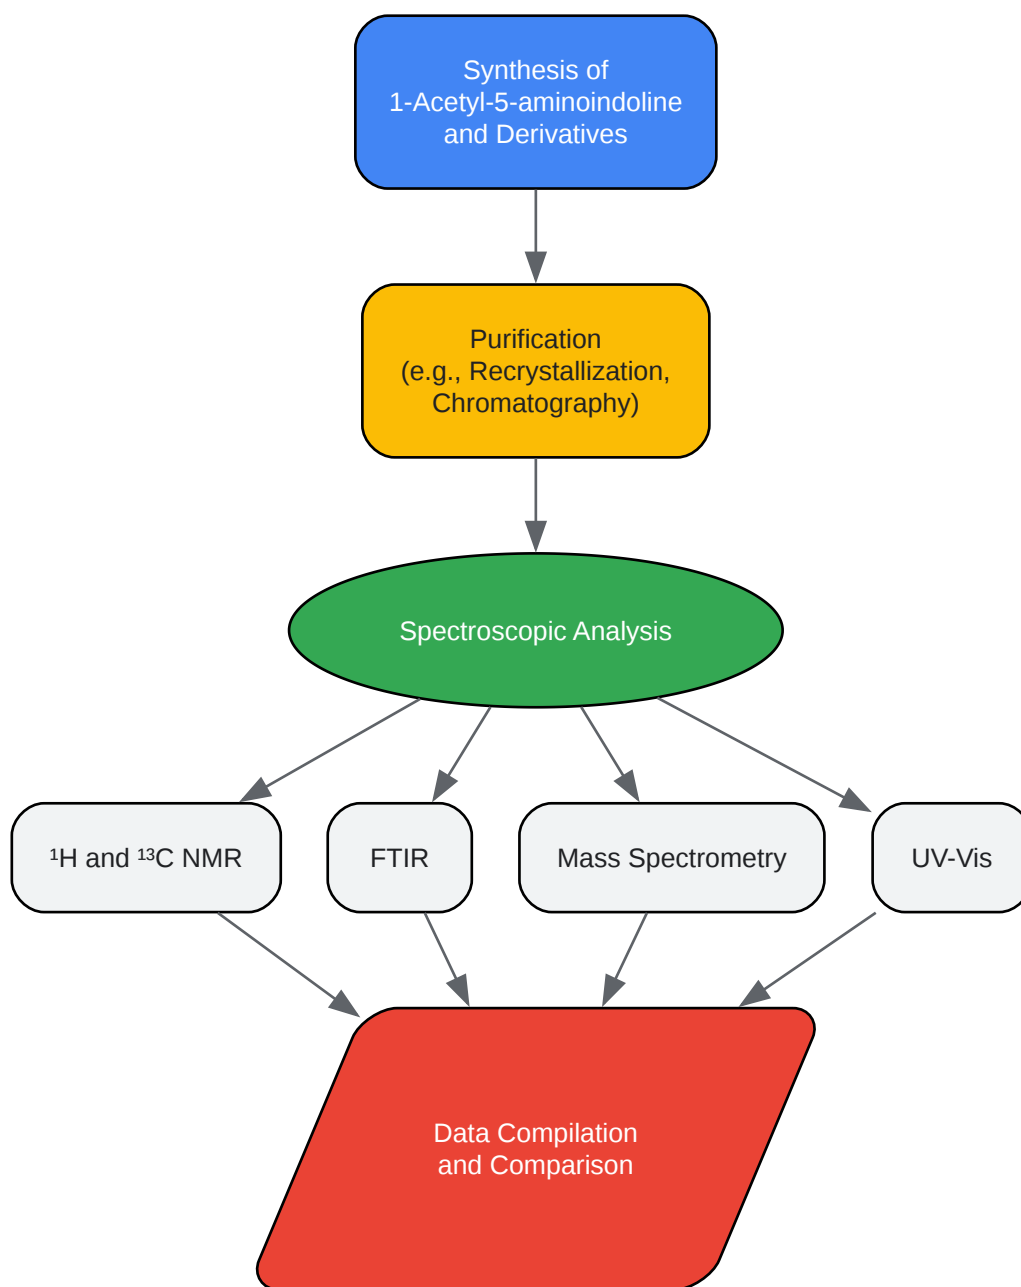 Synthesis of
1-Acetyl-5-aminoindoline
and Derivatives
Purification
(e.g., Recrystallization,
Chromatography)
Spectroscopic Analysis
¹H and ¹³C NMR
FTIR
Mass Spectrometry
UV-Vis
Data Compilation
and Comparison